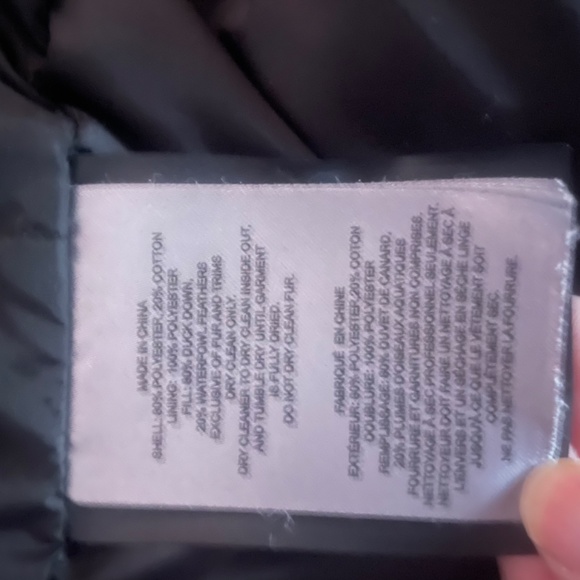 MADE IN CHINA
SHELL: 80% POLYESTER, 20% COTTON
LINING: 100% POLYESTER
FILL: 80% DUCK DOWN,
20% WATERFOWL FEATHERS
EXCLUSIVE OF FUR AND TRIMS
DRY CLEAN ONLY.
DRY CLEANER TO DRY CLEAN INSIDE OUT,
AND TUMBLE DRY UNTIL GARMENT
IS FULLY DRIED.
DO NOT DRY CLEAN FUR.
FABRIQUÉ EN CHINE
EXTÉRIEUR: 80% POLYESTER, 20% COTON
DOUBLURE: 100% POLYESTER
REMPLISSAGE: 80% DUVET DE CANARD,
20% PLUMES D'OISEAUX AQUATIQUES
FOURRURE ET GARNITURES NON COMPRISES.
NETTOYAGE À SEC PROFESSIONNEL SEULEMENT.
NETTOYEUR DOIT FAIRE UN NETTOYAGE À SEC À
L'ENVERS ET UN SÉCHAGE EN SÈCHE LINGE
JUSQU'À CE QUE LE VÊTEMENT SOIT
COMPLÈTEMENT SEC.
NE PAS NETTOYER LA FOURRURE.